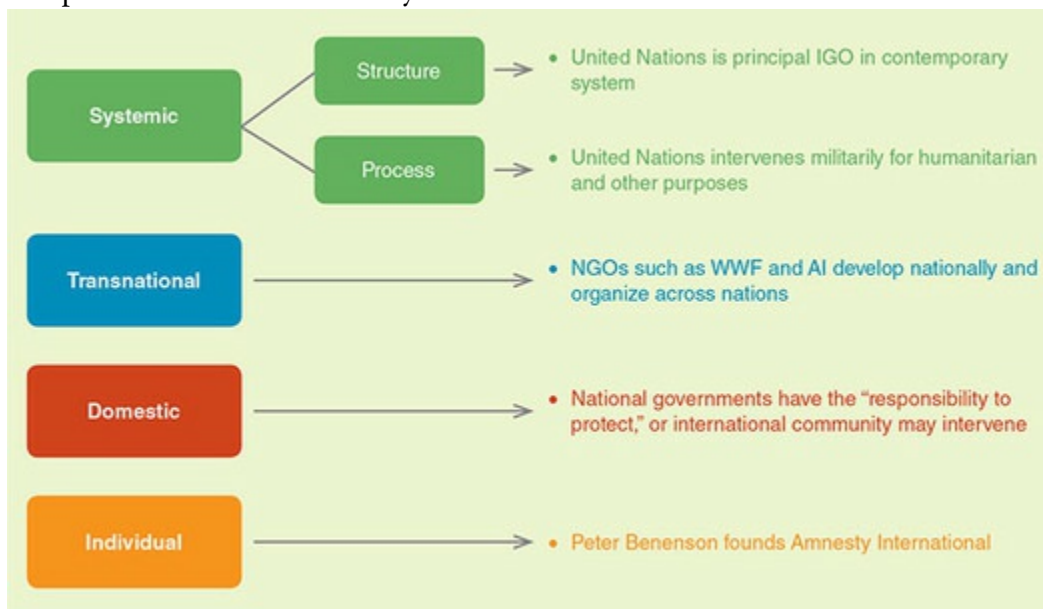 Systemic
Structure
• United Nations is principal IGO in contemporary
system
Process
• United Nations intervenes militarily for humanitarian
and other purposes
Transnational
• NGOs such as WWF and AI develop nationally and
organize across nations
Domestic
• National governments have the “responsibility to
protect,” or international community may intervene
Individual
• Peter Benenson founds Amnesty International